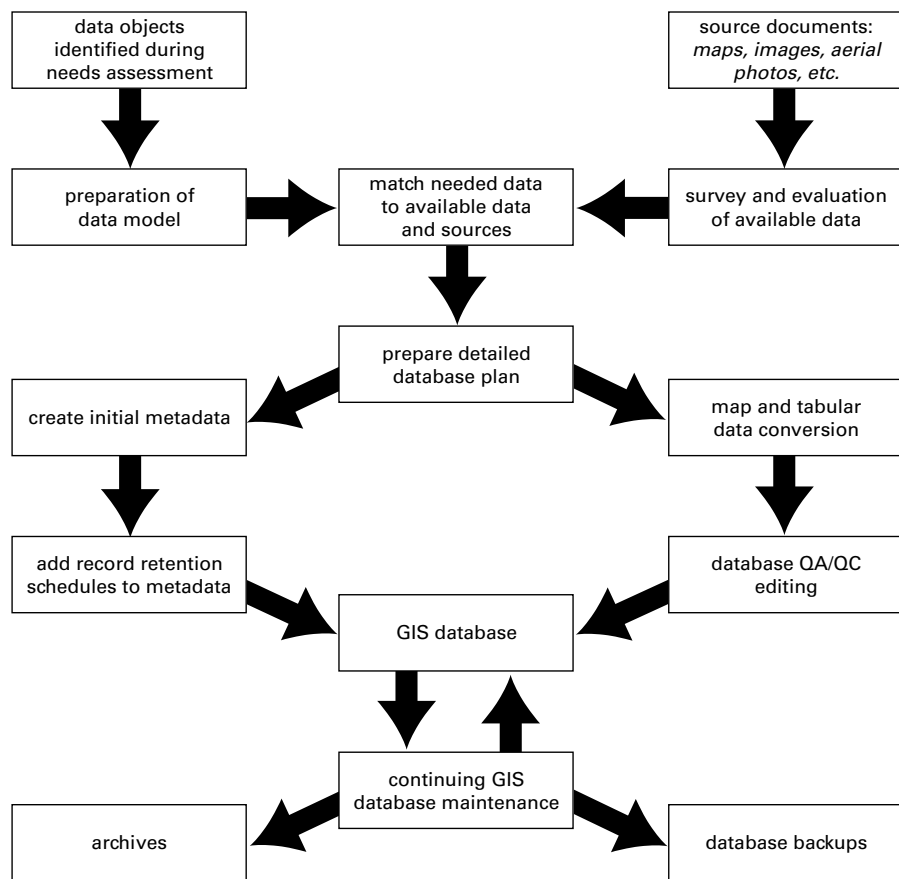 data objects
identified during
needs assessment
source documents:
maps, images, aerial
photos, etc.
preparation of
data model
match needed data
to available data
and sources
survey and evaluation
of available data
prepare detailed
database plan
create initial metadata
map and tabular
data conversion
add record retention
schedules to metadata
database QA/QC
editing
GIS database
continuing GIS
database maintenance
archives
database backups